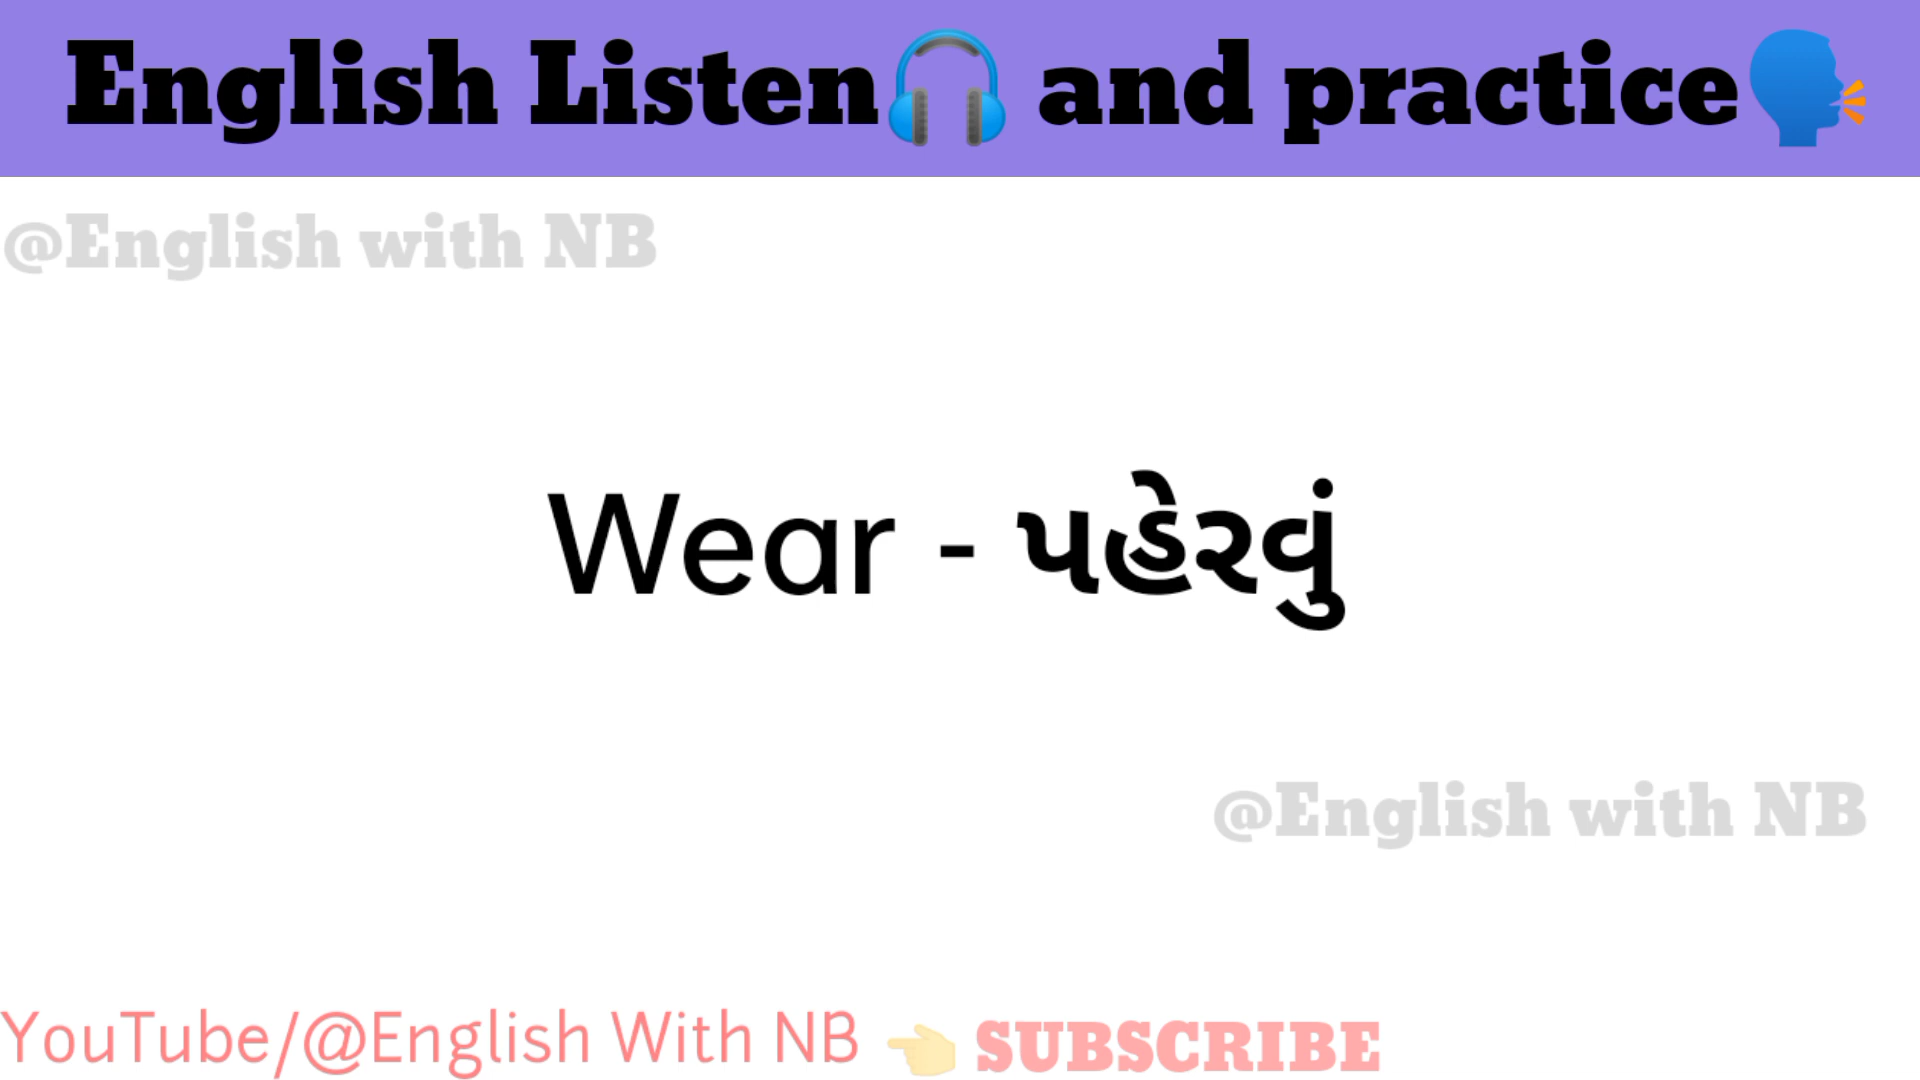 English Listen🎧 and practice🗣
@English with NB
Wear - પહેરવું
@English with NB
YouTube/@English With NB 👈 SUBSCRIBE